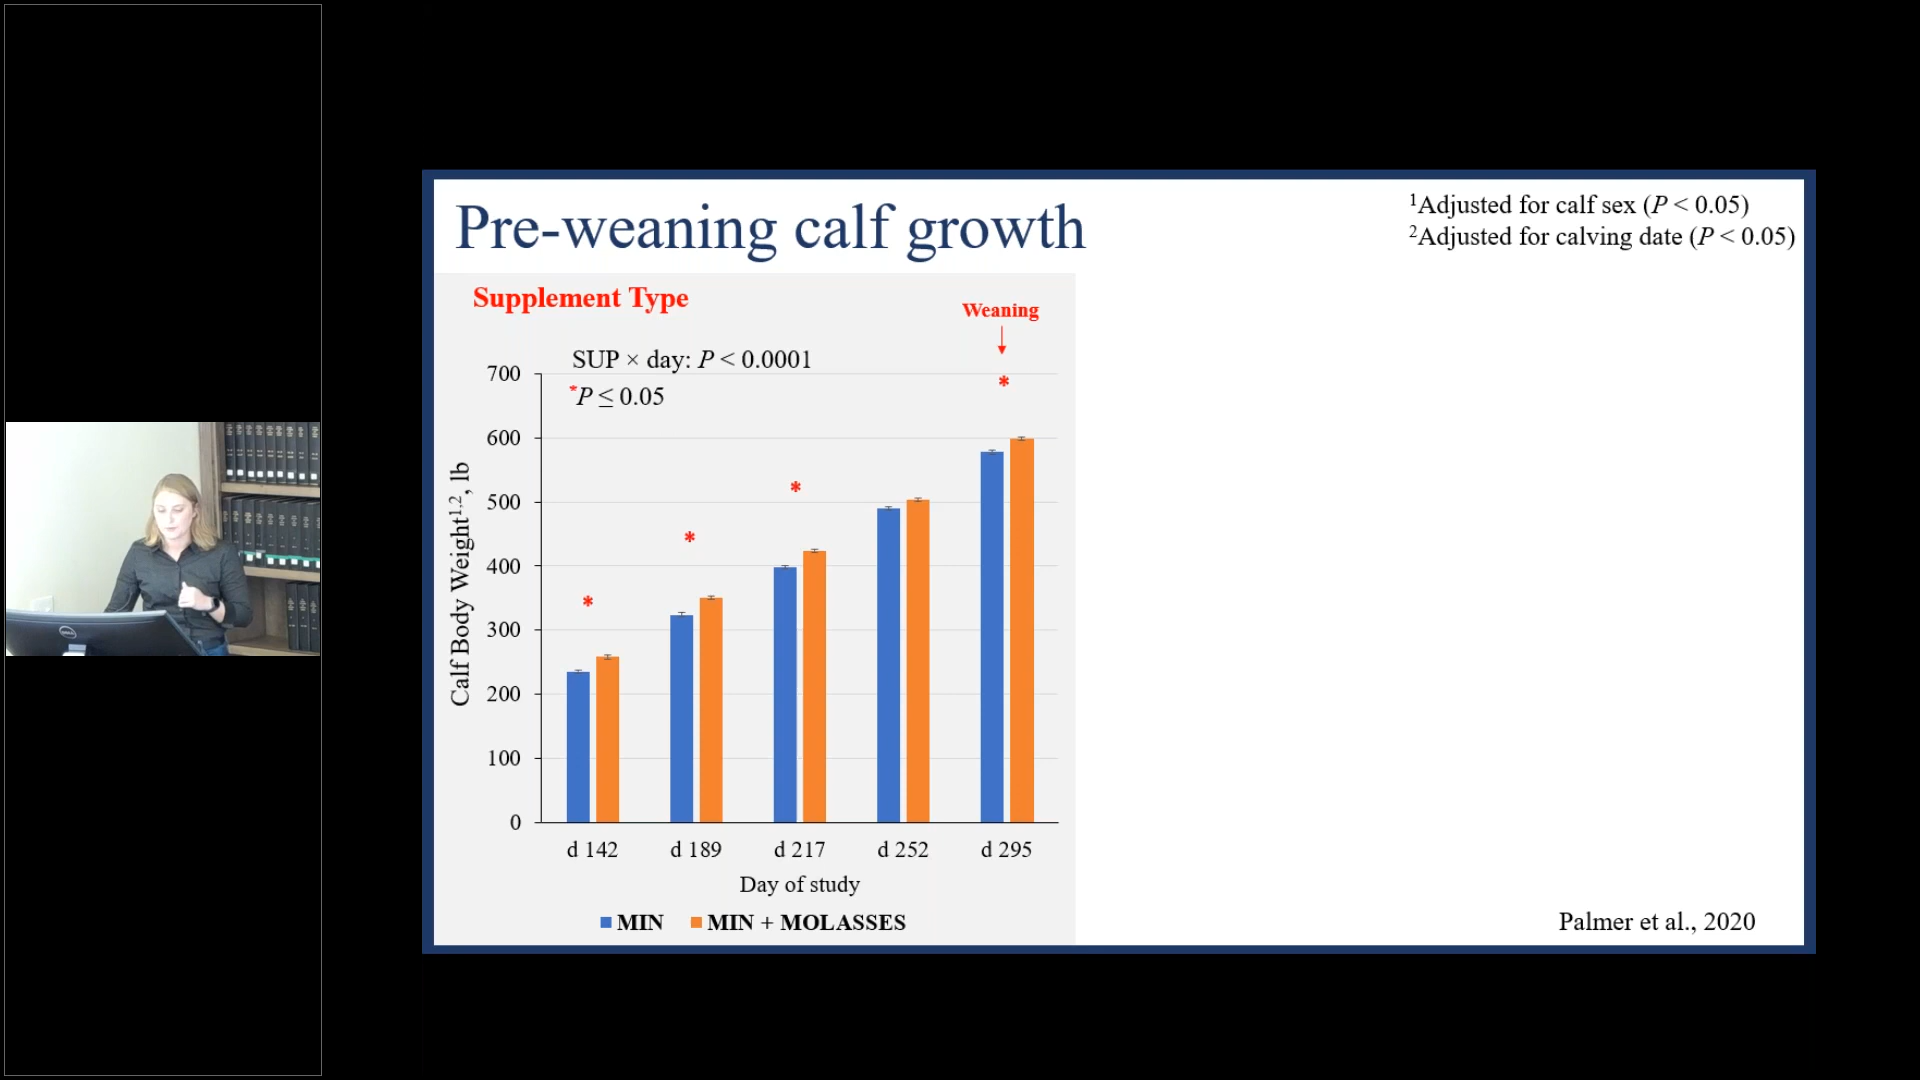 Pre-weaning calf growth
¹Adjusted for calf sex (P < 0.05)
²Adjusted for calving date (P < 0.05)
Supplement Type
Weaning
SUP × day: P < 0.0001
*P ≤ 0.05
*
*
*
*
Calf Body Weight¹,², lb
700
600
500
400
300
200
100
0
d 142 d 189 d 217 d 252 d 295
Day of study
MIN MIN + MOLASSES
Palmer et al., 2020
DELL